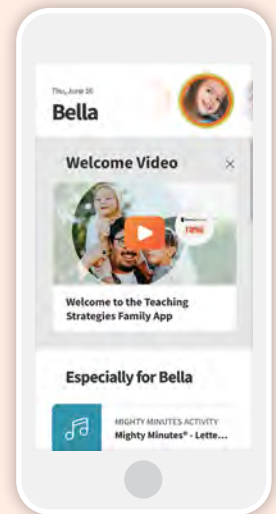 Thu, June 16
Bella
Welcome Video
Welcome to the Teaching
Strategies Family App
Especially for Bella
MIGHTY MINUTES ACTIVITY
Mighty Minutes® - Lette...